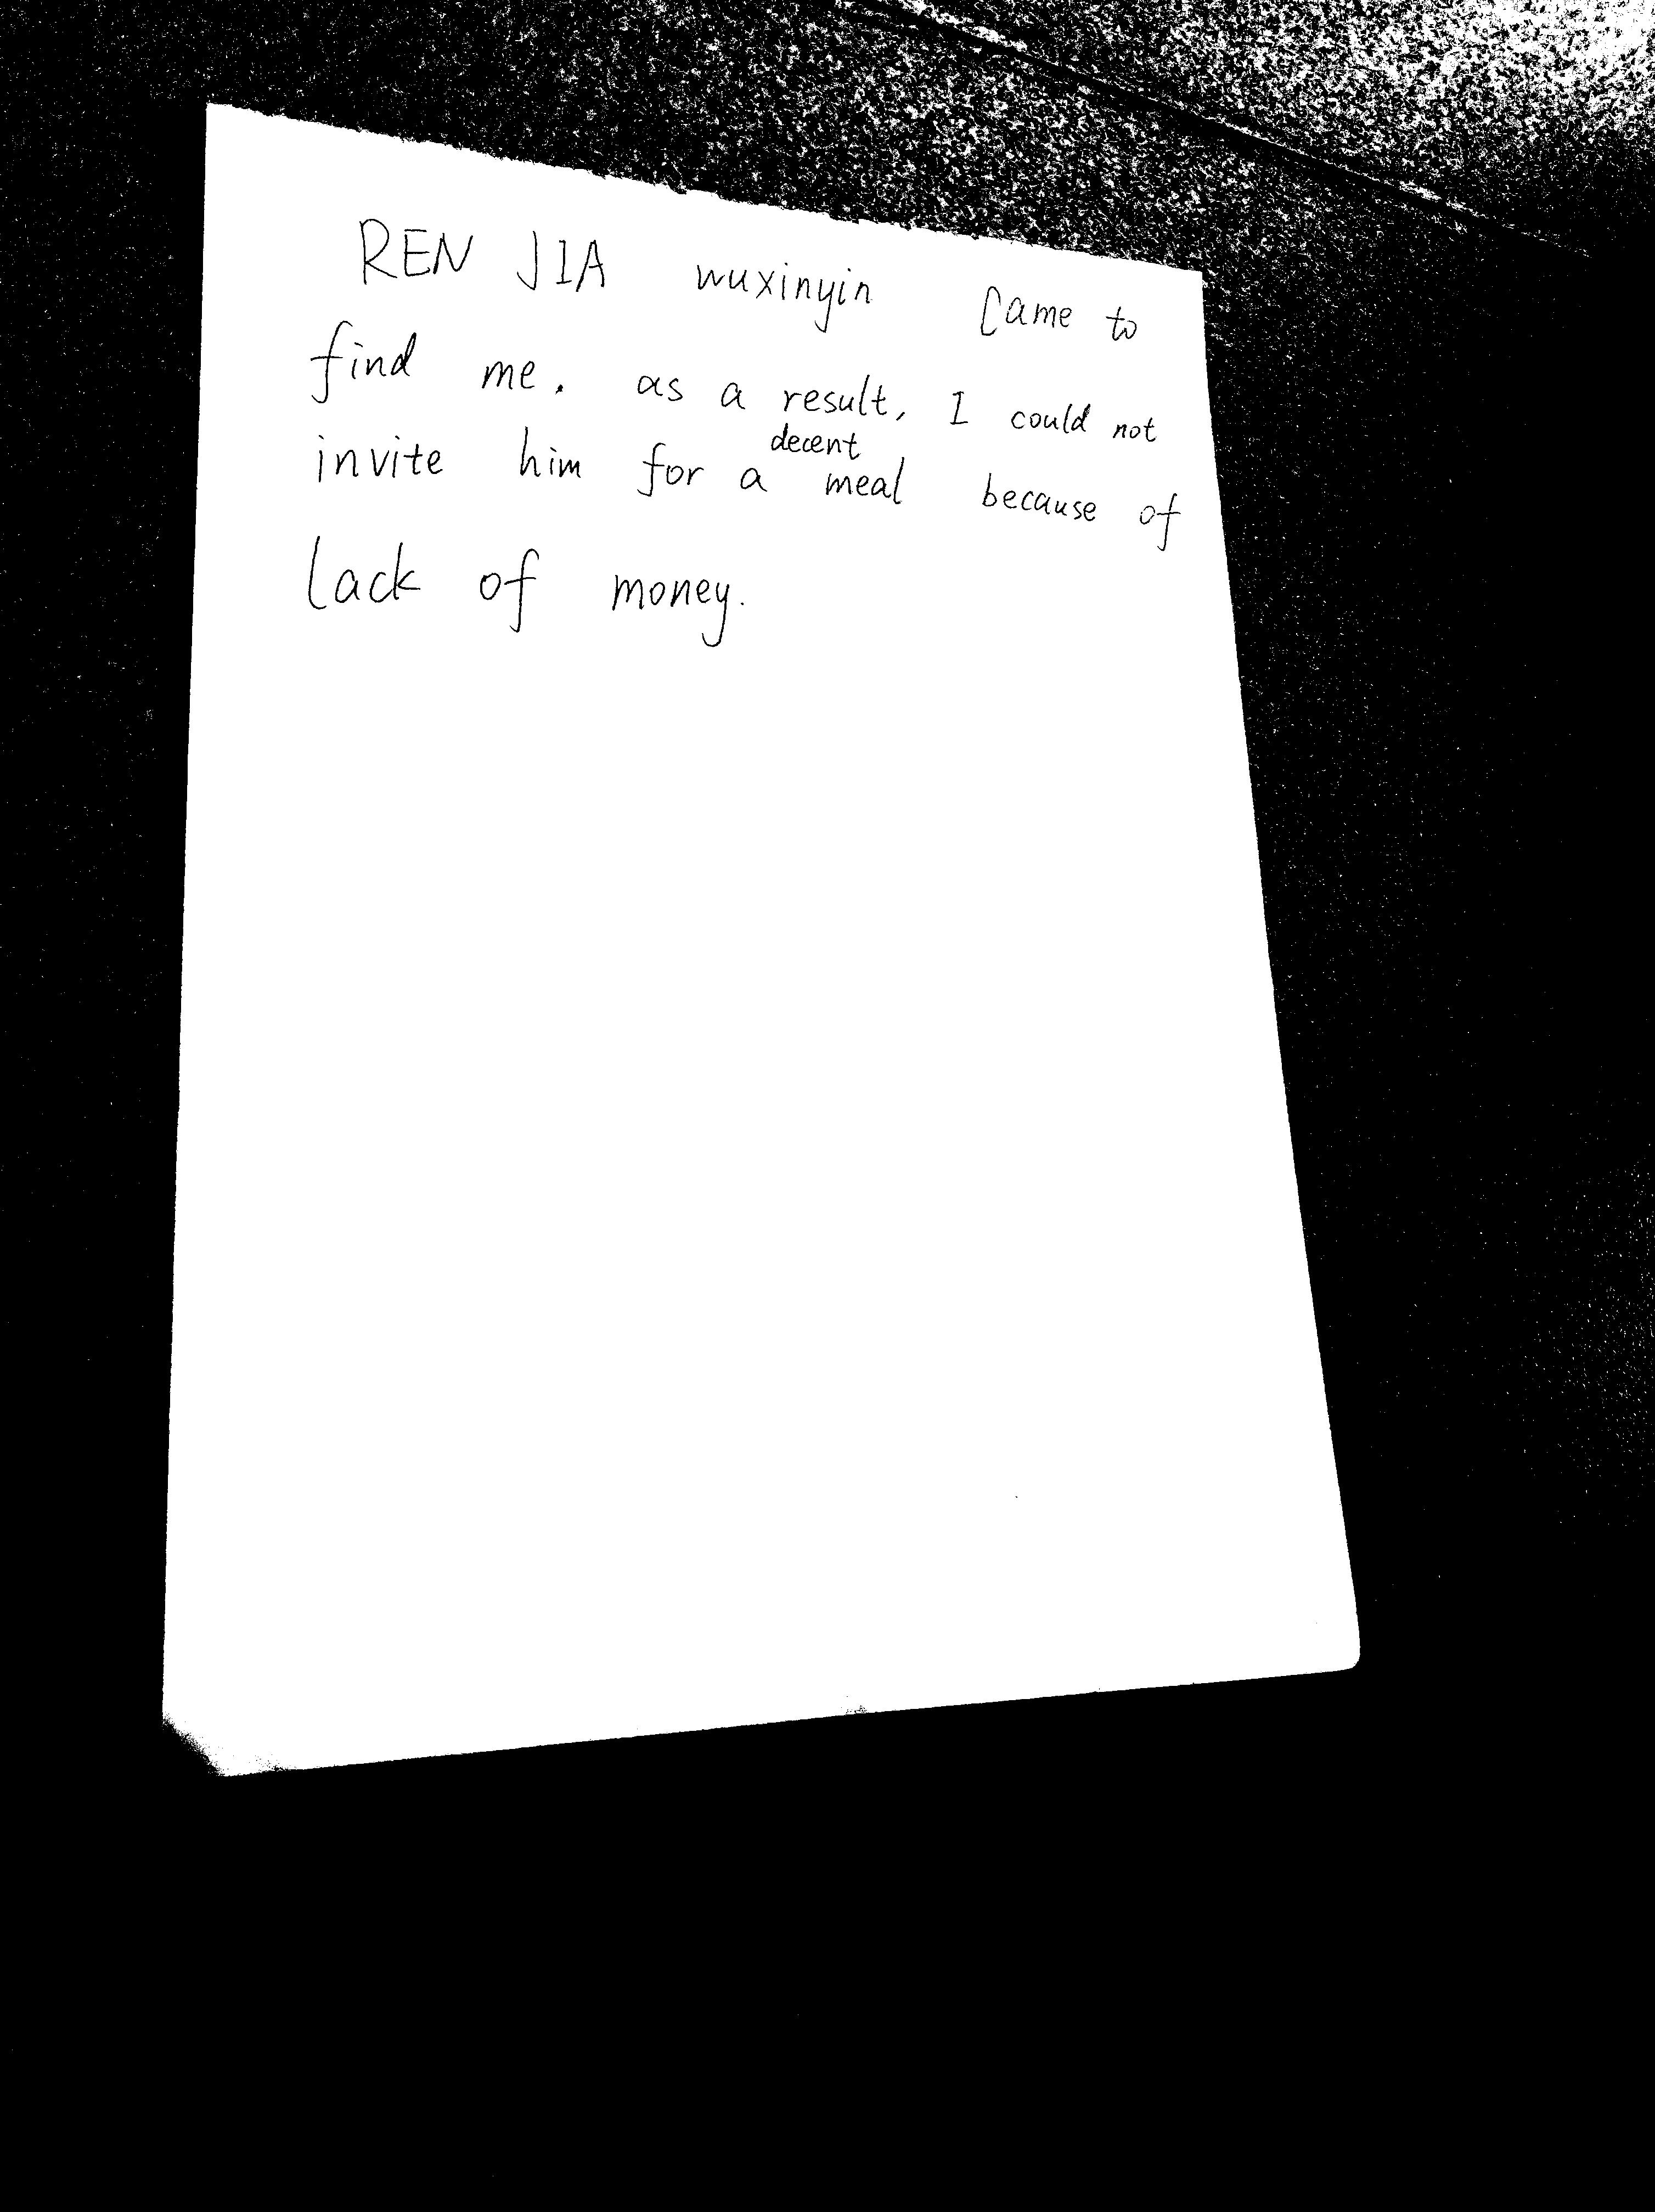 REN JIA wuxinyin Came to
find me. as a result, I could not
decent
invite him for a meal because of
lack of money.